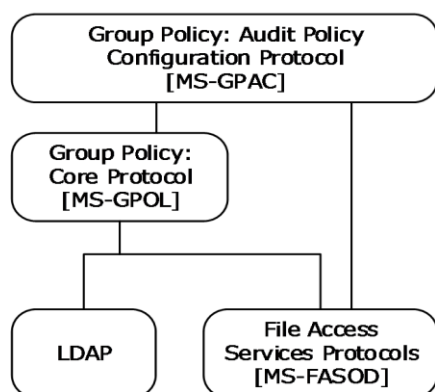 Group Policy: Audit Policy
Configuration Protocol
[MS-GPAC]
Group Policy:
Core Protocol
[MS-GPOL]
LDAP
File Access
Services Protocols
[MS-FASOD]